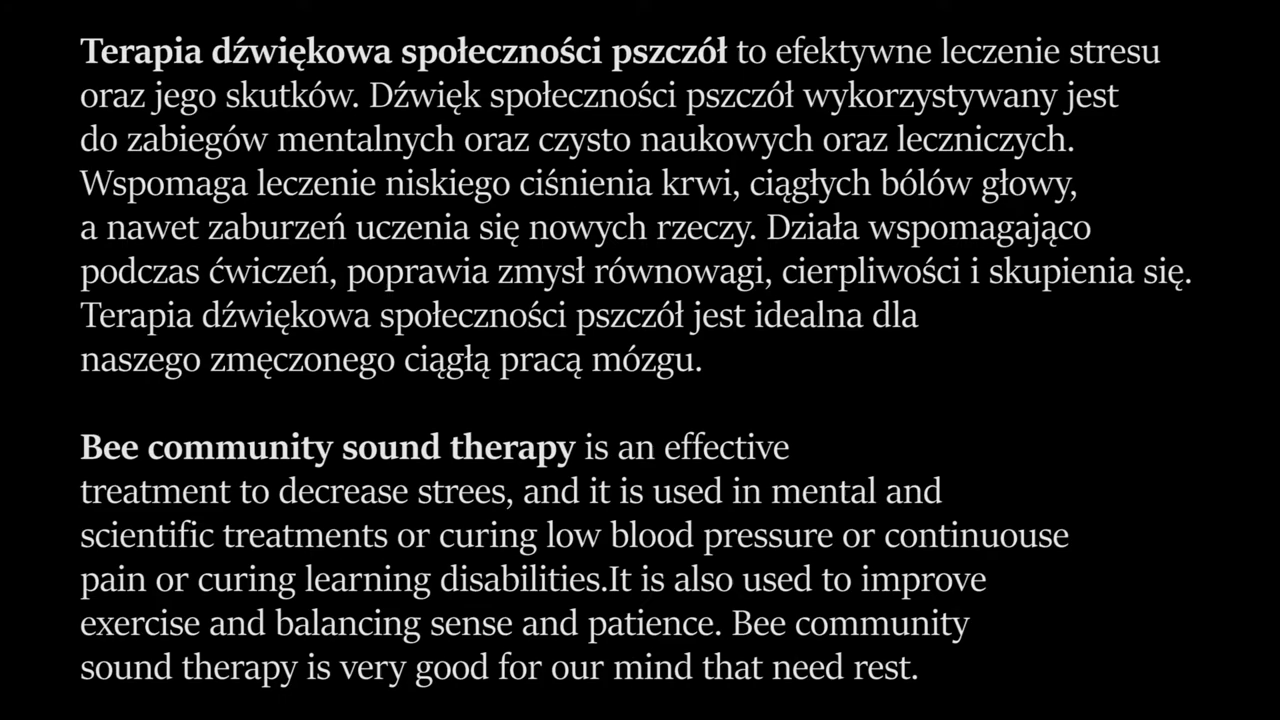 Terapia dźwiękowa społeczności pszczół to efektywne leczenie stresu
oraz jego skutków. Dźwięk społeczności pszczół wykorzystywany jest
do zabiegów mentalnych oraz czysto naukowych oraz leczniczych.
Wspomaga leczenie niskiego ciśnienia krwi, ciągłych bólów głowy,
a nawet zaburzeń uczenia się nowych rzeczy. Działa wspomagająco
podczas ćwiczeń, poprawia zmysł równowagi, cierpliwości i skupienia się.
Terapia dźwiękowa społeczności pszczół jest idealna dla
naszego zmęczonego ciągłą pracą mózgu.
Bee community sound therapy is an effective
treatment to decrease strees, and it is used in mental and
scientific treatments or curing low blood pressure or continuouse
pain or curing learning disabilities.It is also used to improve
exercise and balancing sense and patience. Bee community
sound therapy is very good for our mind that need rest.